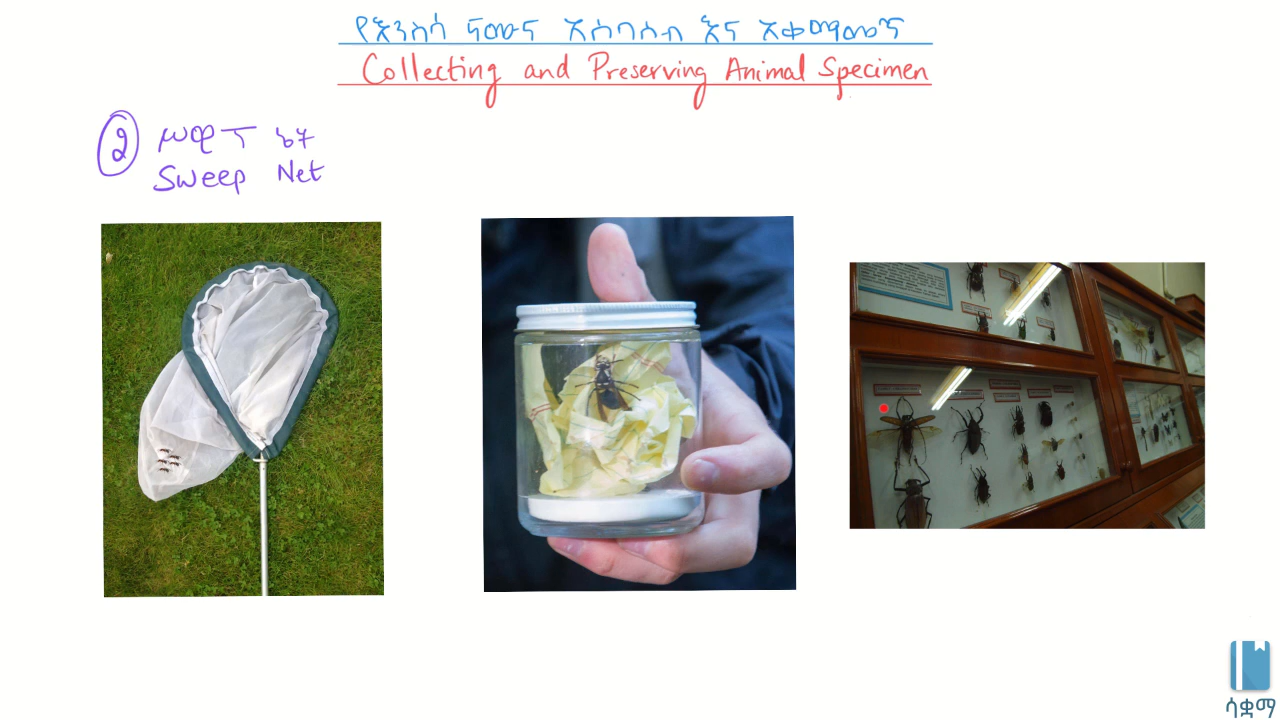 የእንስሳ ናሙና አሰባሰብ እና አቀማመጥ
Collecting and Preserving Animal Specimen
2 ስዊፕ ኔት
Sweep Net
ሳቋማ